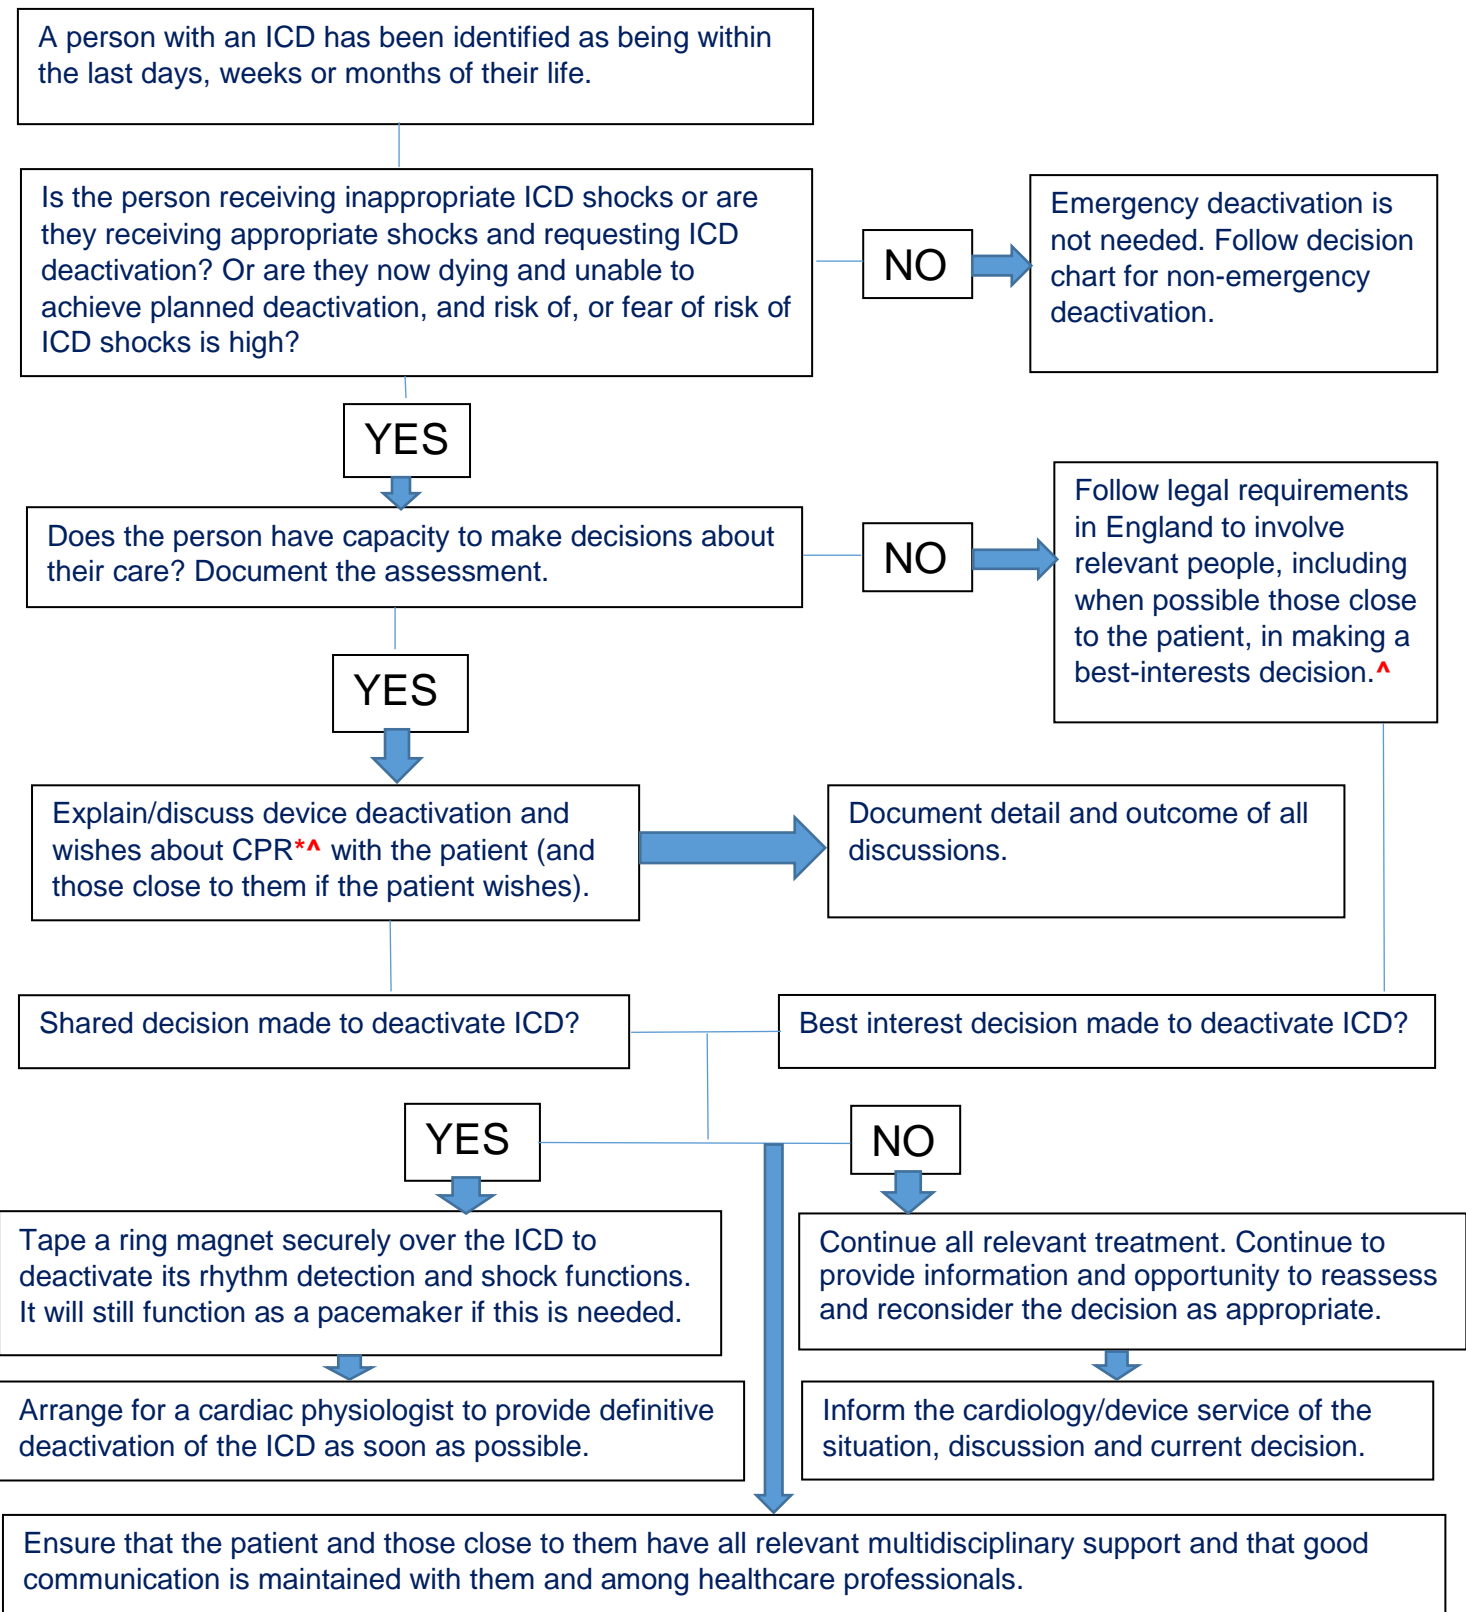 A person with an ICD has been identified as being within
the last days, weeks or months of their life.
Is the person receiving inappropriate ICD shocks or are
they receiving appropriate shocks and requesting ICD
deactivation? Or are they now dying and unable to
achieve planned deactivation, and risk of, or fear of risk of
ICD shocks is high?
NO
Emergency deactivation is
not needed. Follow decision
chart for non-emergency
deactivation.
YES
Does the person have capacity to make decisions about
their care? Document the assessment.
NO
Follow legal requirements
in England to involve
relevant people, including
when possible those close
to the patient, in making a
best-interests decision.^
YES
Explain/discuss device deactivation and
wishes about CPR*^ with the patient (and
those close to them if the patient wishes).
Document detail and outcome of all
discussions.
Shared decision made to deactivate ICD?
Best interest decision made to deactivate ICD?
YES
NO
Tape a ring magnet securely over the ICD to
deactivate its rhythm detection and shock functions.
It will still function as a pacemaker if this is needed.
Continue all relevant treatment. Continue to
provide information and opportunity to reassess
and reconsider the decision as appropriate.
Arrange for a cardiac physiologist to provide definitive
deactivation of the ICD as soon as possible.
Inform the cardiology/device service of the
situation, discussion and current decision.
Ensure that the patient and those close to them have all relevant multidisciplinary support and that good
communication is maintained with them and among healthcare professionals.